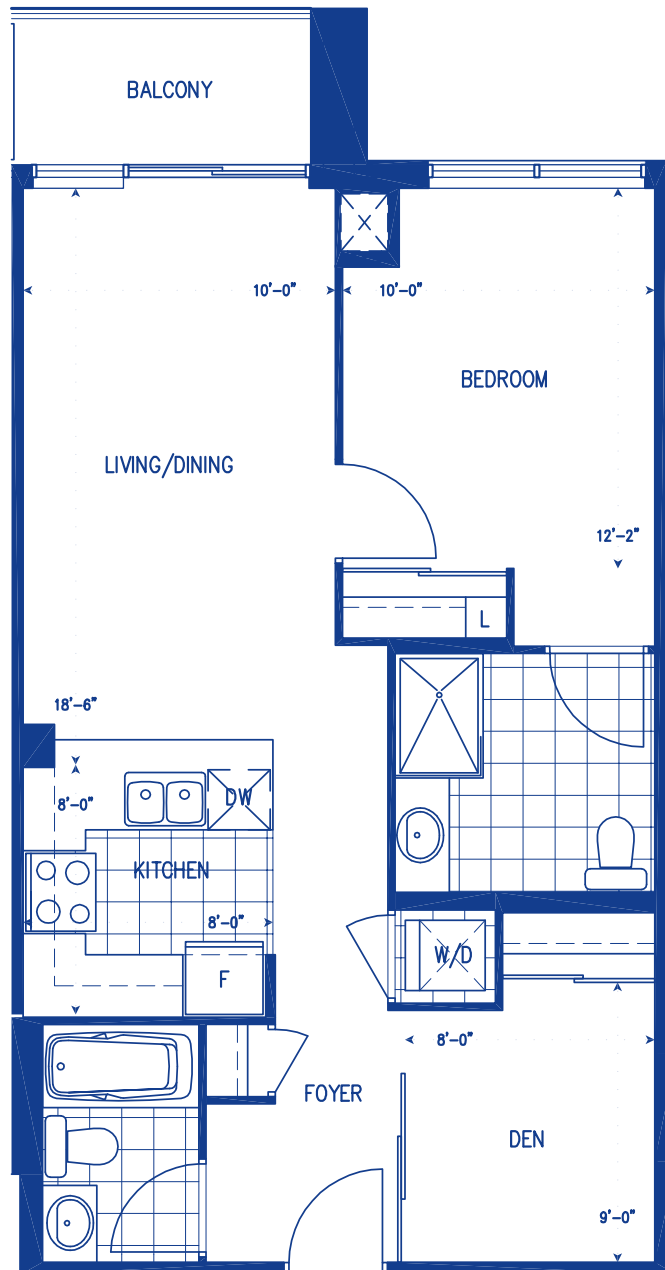 BALCONY
10'-0"
10'-0"
BEDROOM
LIVING/DINING
12'-2"
L
18'-6"
8'-0"
DW
KITCHEN
8'-0"
W/D
F
8'-0"
FOYER
DEN
9'-0"